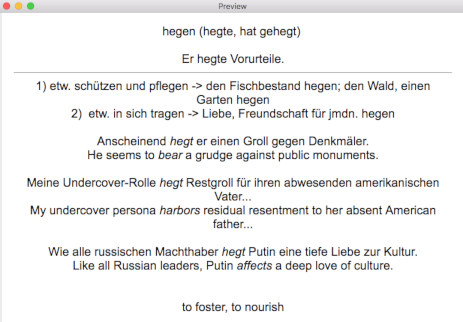 Preview
hegen (hegte, hat gehegt)
Er hegte Vorurteile.
1) etw. schützen und pflegen -> den Fischbestand hegen; den Wald, einen
Garten hegen
2) etw. in sich tragen -> Liebe, Freundschaft für jmdn. hegen
Anscheinend hegt er einen Groll gegen Denkmäler.
He seems to bear a grudge against public monuments.
Meine Undercover-Rolle hegt Restgroll für ihren abwesenden amerikanischen
Vater...
My undercover persona harbors residual resentment to her absent American
father...
Wie alle russischen Machthaber hegt Putin eine tiefe Liebe zur Kultur.
Like all Russian leaders, Putin affects a deep love of culture.
to foster, to nourish